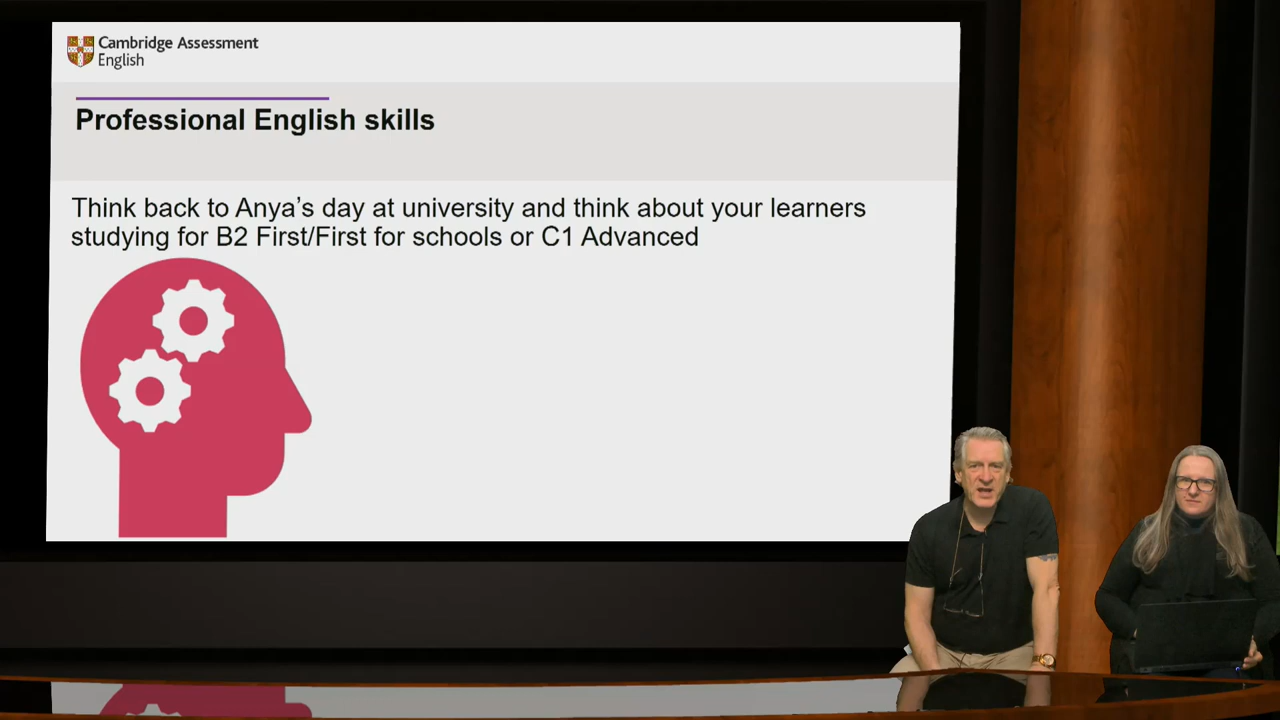 Cambridge Assessment
English
Professional English skills
Think back to Anya’s day at university and think about your learners
studying for B2 First/First for schools or C1 Advanced